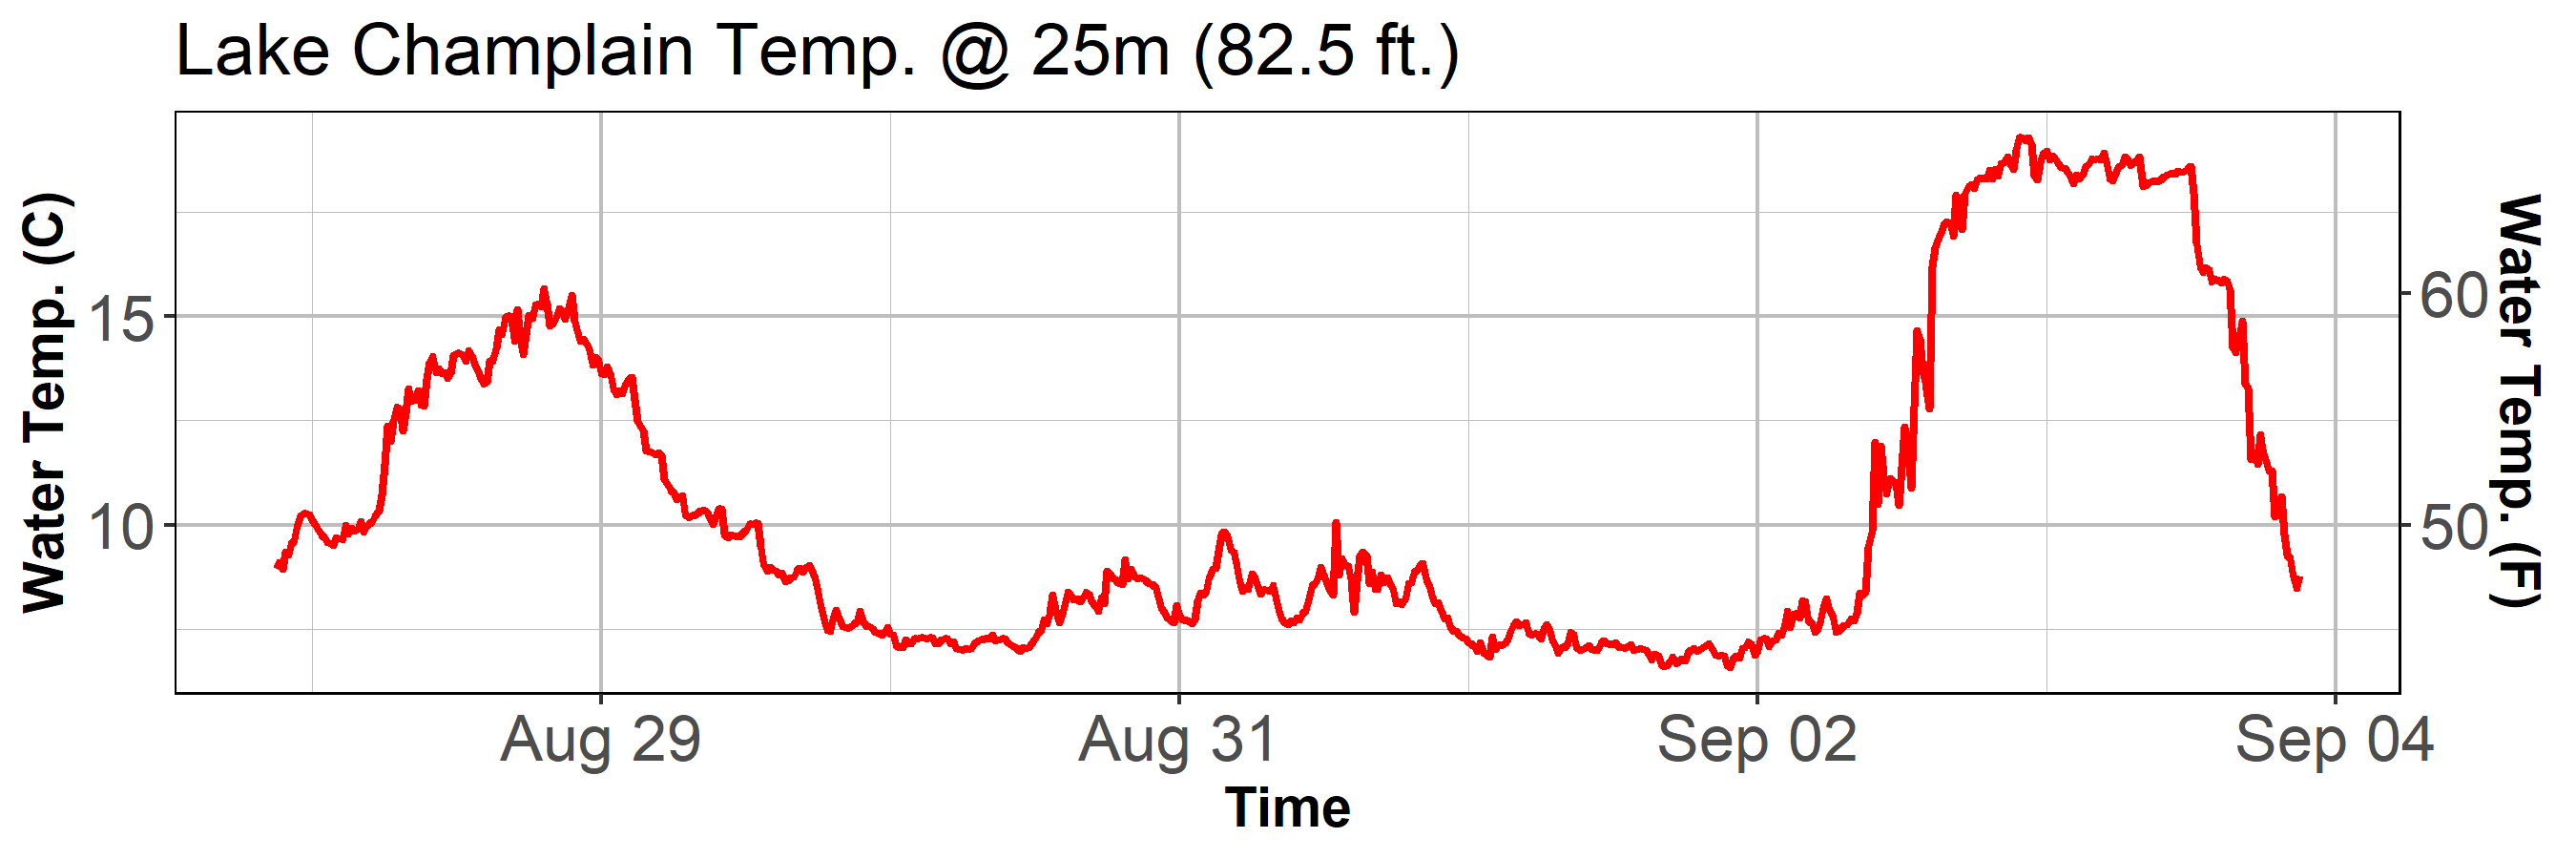 Lake Champlain Temp. @ 25m (82.5 ft.)
Water Temp. (C)
15
10
60
50
Water Temp. (F)
Aug 29
Aug 31
Sep 02
Sep 04
Time